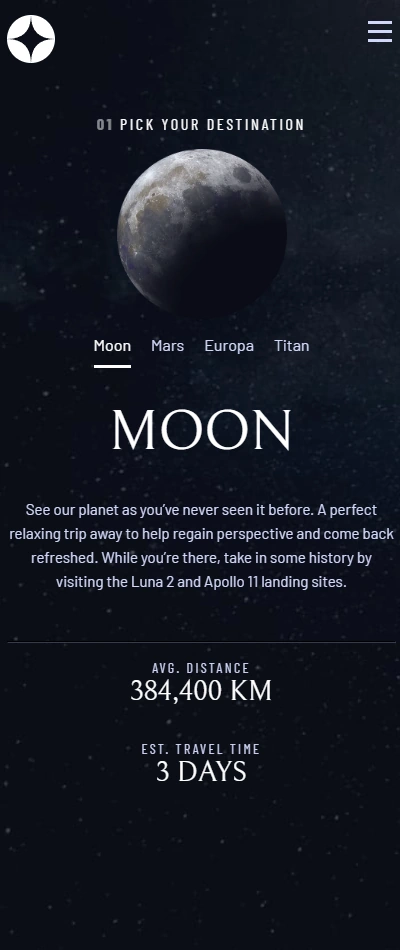 01 PICK YOUR DESTINATION
Moon Mars Europa Titan
MOON
See our planet as you’ve never seen it before. A perfect
relaxing trip away to help regain perspective and come back
refreshed. While you’re there, take in some history by
visiting the Luna 2 and Apollo 11 landing sites.
AVG. DISTANCE
384,400 KM
EST. TRAVEL TIME
3 DAYS